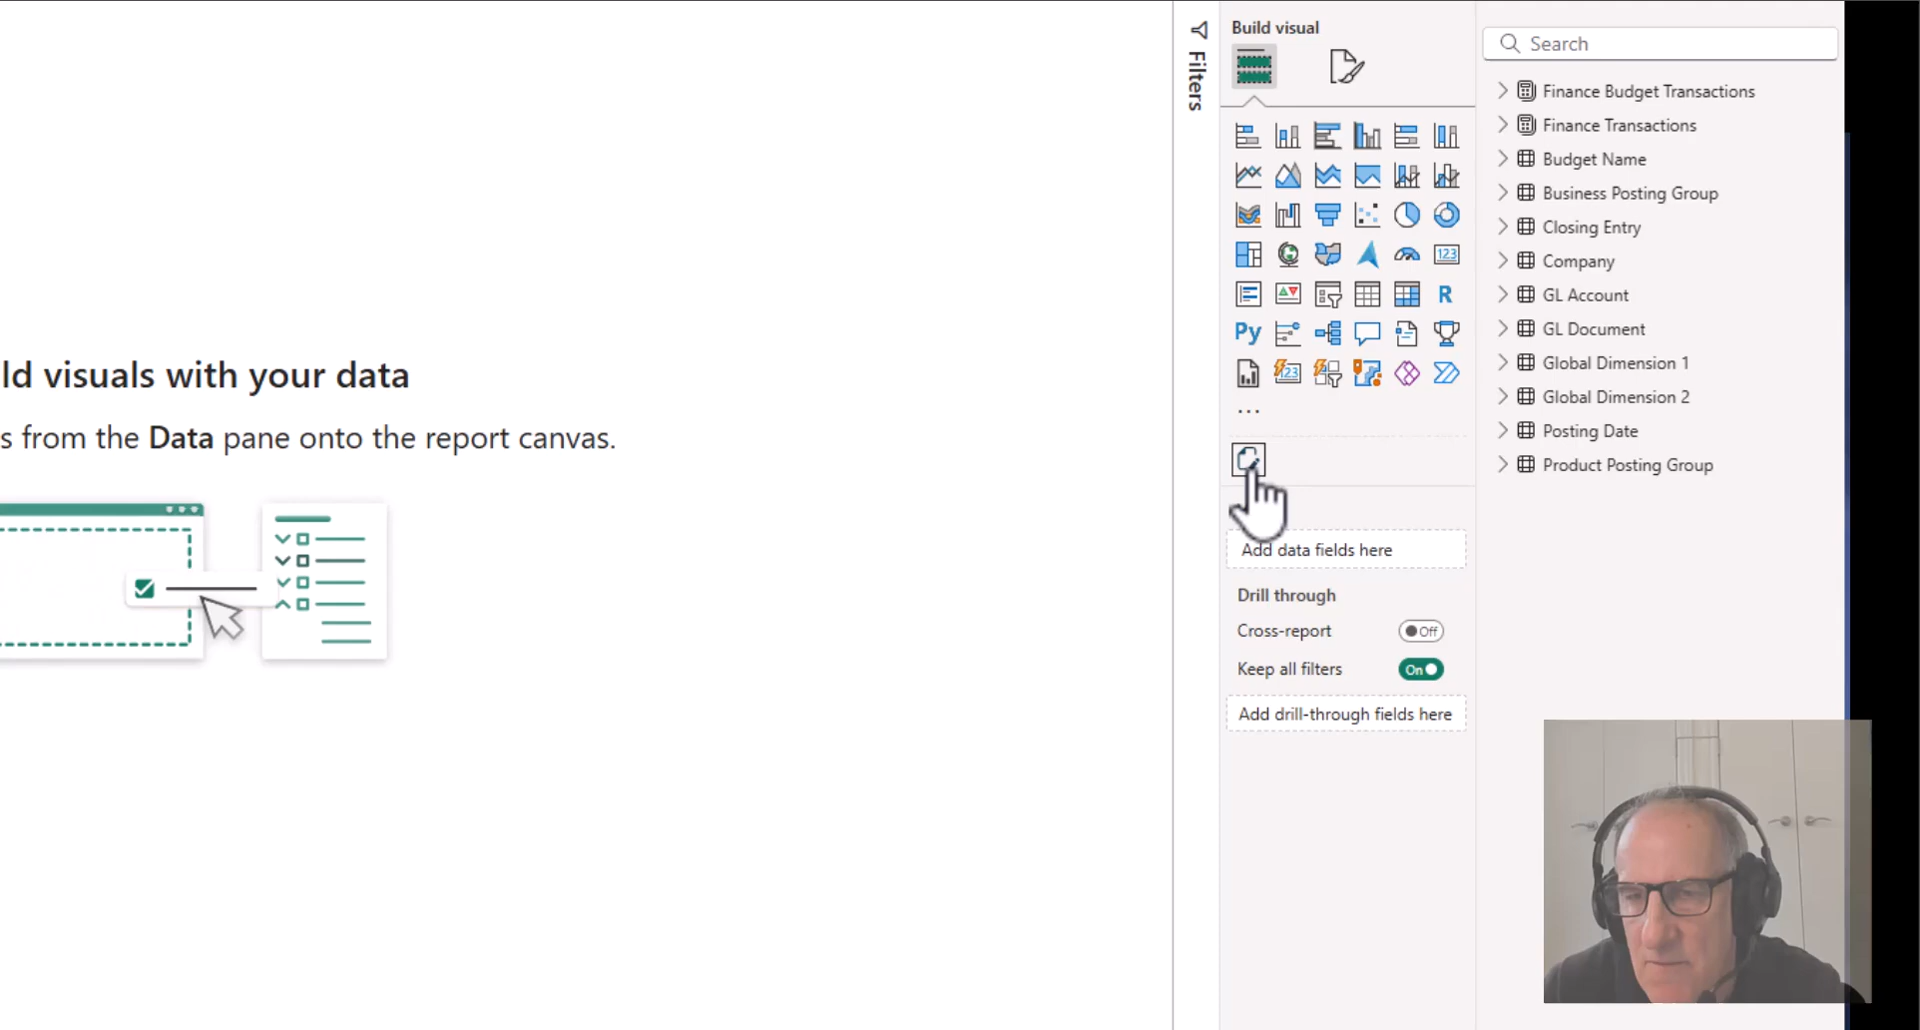 Build visual
Filters
Search
Finance Budget Transactions
Finance Transactions
Budget Name
Business Posting Group
Closing Entry
Company
GL Account
GL Document
Global Dimension 1
Global Dimension 2
Posting Date
Product Posting Group
123
R
Py
123
...
ld visuals with your data
s from the Data pane onto the report canvas.
Add data fields here
Drill through
Cross-report
Off
Keep all filters
On
Add drill-through fields here